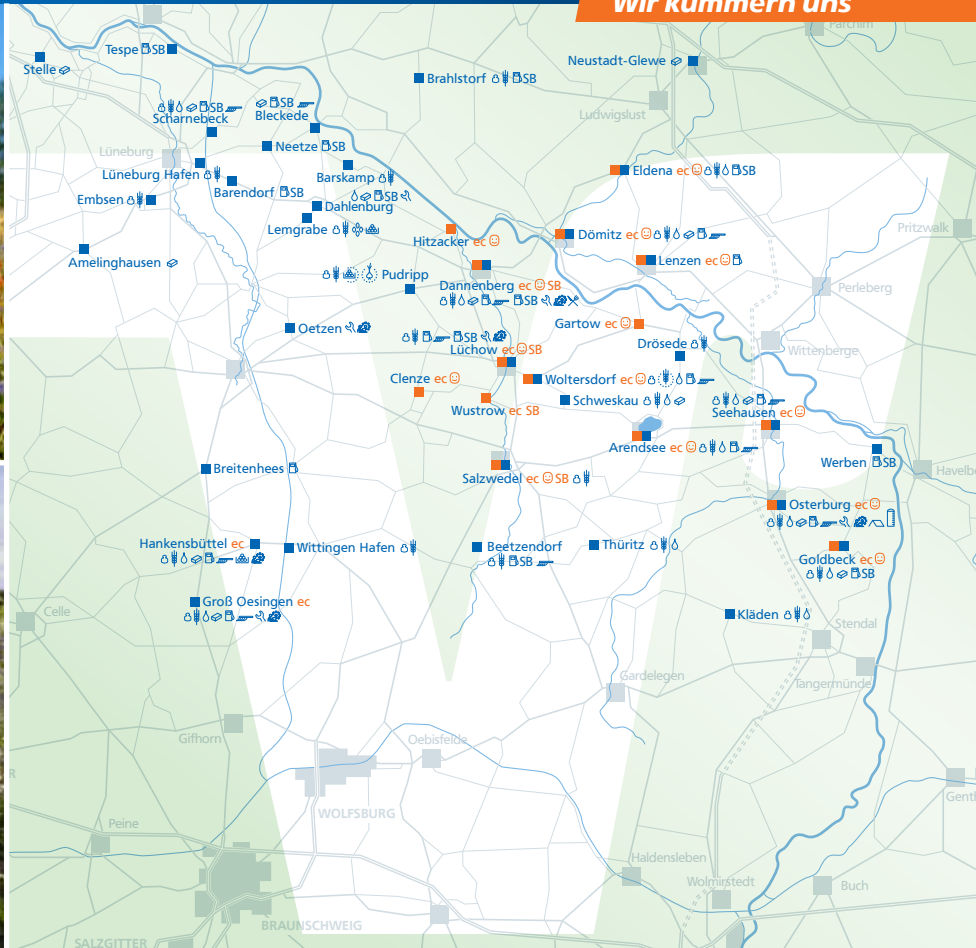 Wir kümmern uns
Parchim
Tespe SB
Stelle
Neustadt-Glewe
Brahlstorf SB
Ludwigslust
SB
Scharnebeck
SB
Bleckede
Neetze SB
Lüneburg
Lüneburg Hafen
Barendorf SB
Barskamp
Eldena ec SB
Embsen
SB
Dahlenburg
Lemgrabe
Hitzacker ec
Dömitz ec
Pritzwalk
Amelinghausen
Lenzen ec
Pudripp
Dannenberg ec SB
SB
Perleberg
Oetzen
Gartow ec
SB
Lüchow ec SB
Drösede
Wittenberge
Clenze ec
Woltersdorf ec
Schweskau
Wustrow ec SB
Seehausen ec
Arendsee ec
Breitenhees
Salzwedel ec SB
Werben SB
Havelbe
Osterburg ec
Hankensbüttel ec
Wittingen Hafen
Beetzendorf
SB
Thüritz
Goldbeck ec
SB
Groß Oesingen ec
Celle
Kläden
Stendal
Gardelegen
Tangermünde
Gifhorn
Oebisfelde
R
Genth
WOLFSBURG
Peine
Haldensleben
Wolmirstedt
Buch
BRAUNSCHWEIG
SALZGITTER